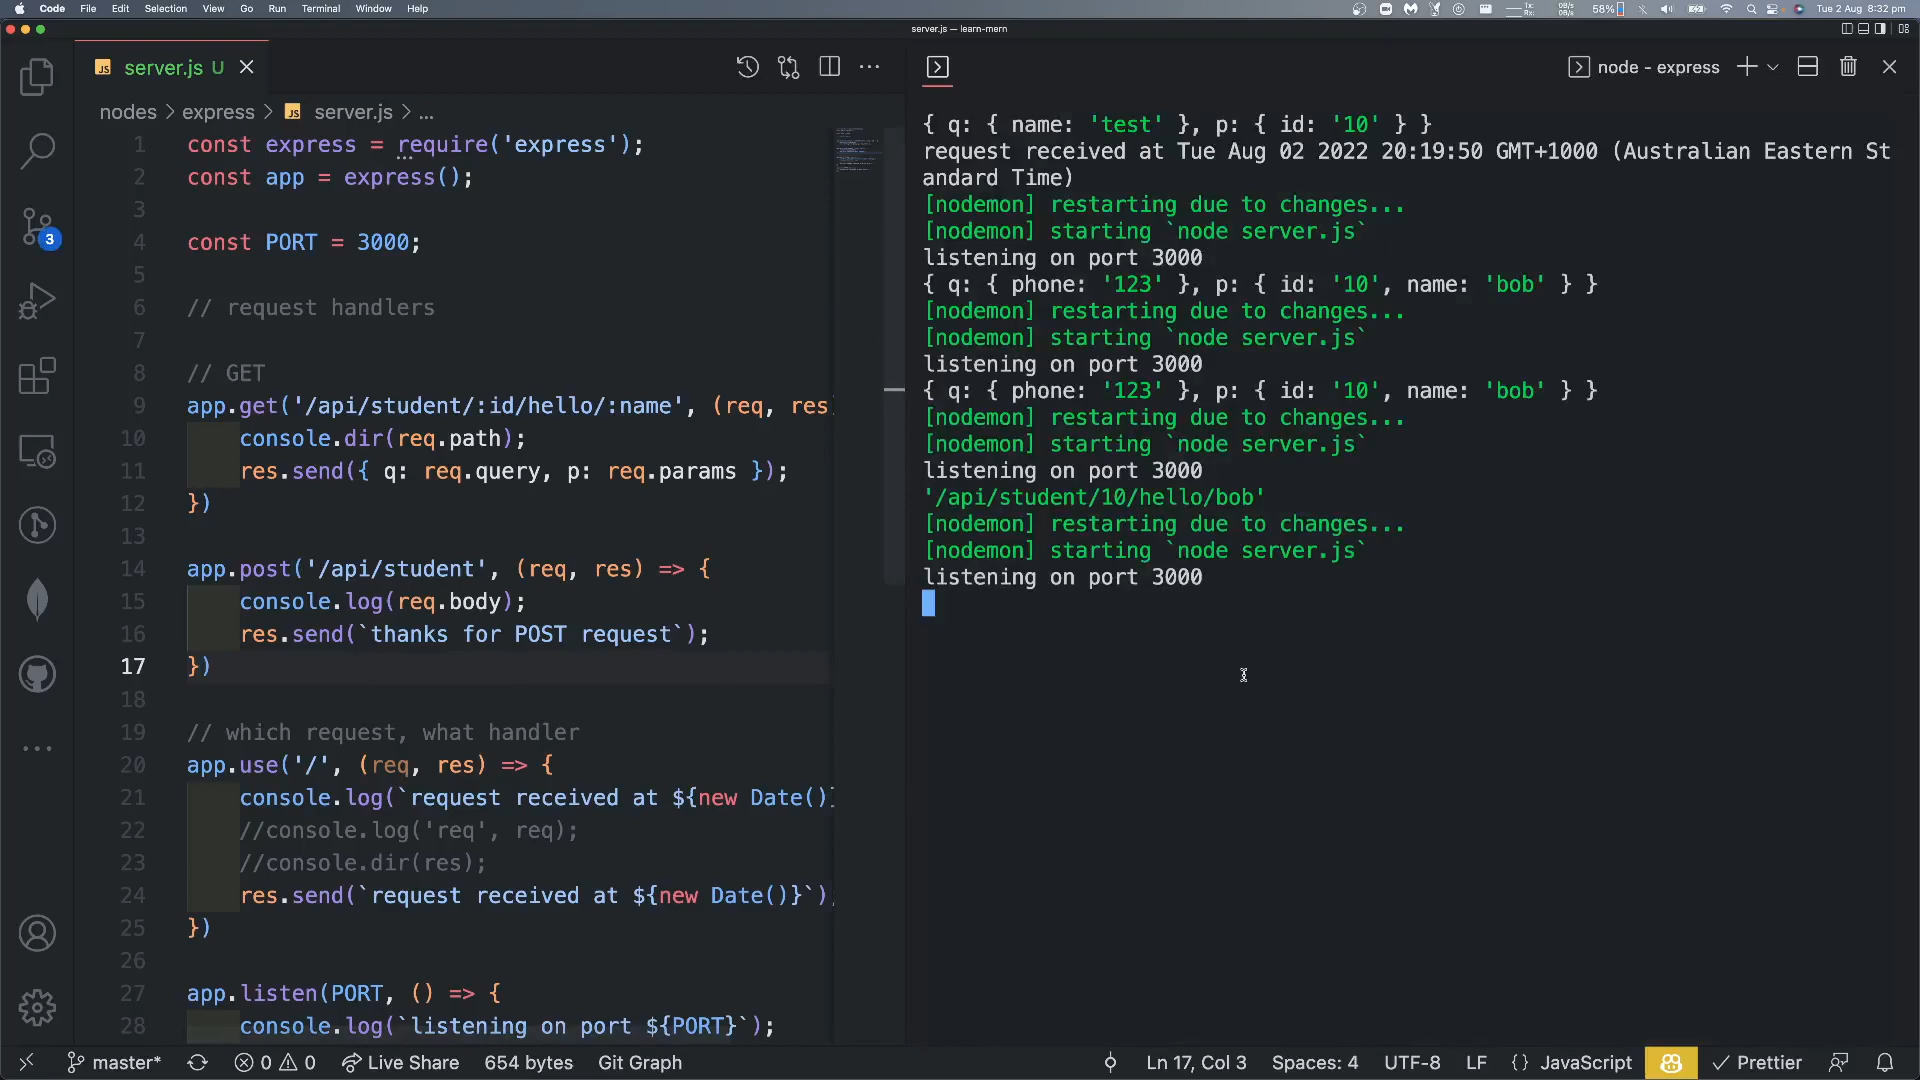 Code File Edit Selection View Go Run Terminal Window Help
58% Tue 2 Aug 8:32 pm
server.js — learn-mern
JS server.js U
node - express
nodes > express > JS server.js > ...
1 const express = require('express');
2 const app = express();
3
4 const PORT = 3000;
5
6 // request handlers
7
8 // GET
9 app.get('/api/student/:id/hello/:name', (req, res)
10 console.dir(req.path);
11 res.send({ q: req.query, p: req.params });
12 })
13
14 app.post('/api/student', (req, res) => {
15 console.log(req.body);
16 res.send(`thanks for POST request`);
17 })
18
19 // which request, what handler
20 app.use('/', (req, res) => {
21 console.log(`request received at ${new Date()}
22 //console.log('req', req);
23 //console.dir(res);
24 res.send(`request received at ${new Date()}`);
25 })
26
27 app.listen(PORT, () => {
28 console.log(`listening on port ${PORT}`);
{ q: { name: 'test' }, p: { id: '10' } }
request received at Tue Aug 02 2022 20:19:50 GMT+1000 (Australian Eastern St
andard Time)
[nodemon] restarting due to changes...
[nodemon] starting `node server.js`
listening on port 3000
{ q: { phone: '123' }, p: { id: '10', name: 'bob' } }
[nodemon] restarting due to changes...
[nodemon] starting `node server.js`
listening on port 3000
{ q: { phone: '123' }, p: { id: '10', name: 'bob' } }
[nodemon] restarting due to changes...
[nodemon] starting `node server.js`
listening on port 3000
'/api/student/10/hello/bob'
[nodemon] restarting due to changes...
[nodemon] starting `node server.js`
listening on port 3000
3
master* 0 0 Live Share 654 bytes Git Graph
Ln 17, Col 3 Spaces: 4 UTF-8 LF {} JavaScript Prettier